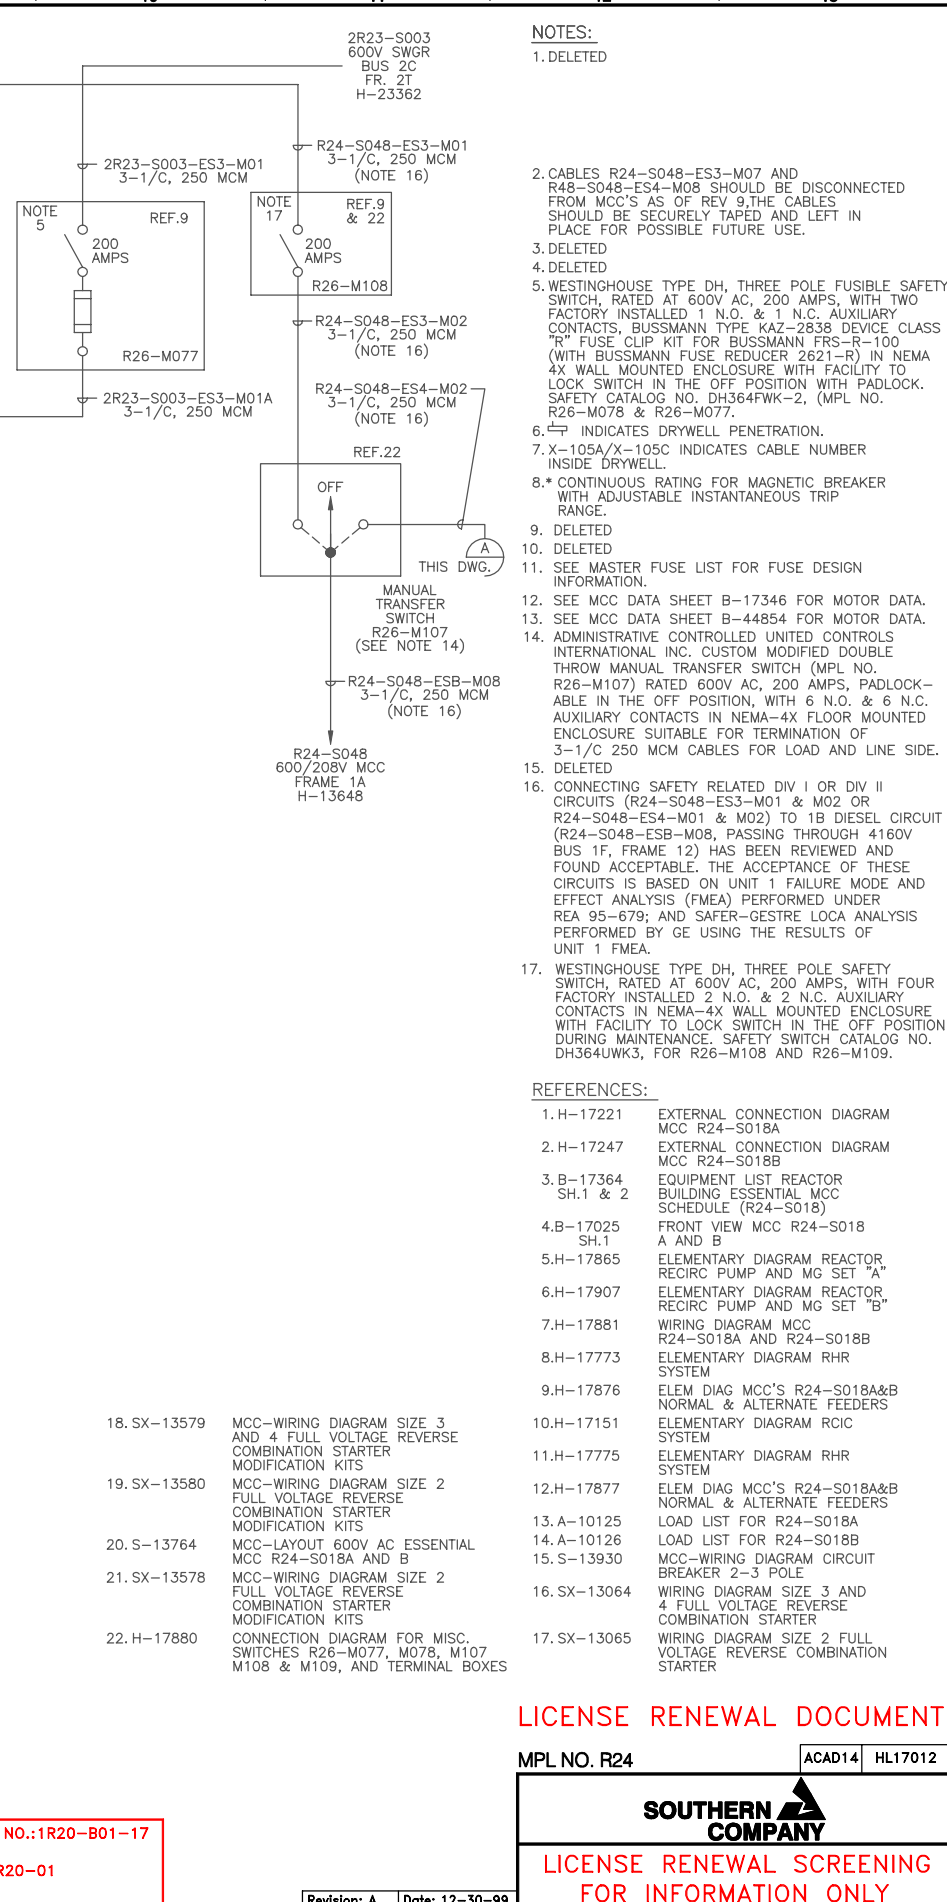 2R23-S003
600V SWGR
BUS 2C
FR. 2T
H-23362
R24-S048-ES3-M01
3-1/C, 250 MCM
(NOTE 16)
2R23-S003-ES3-M01
3-1/C, 250 MCM
NOTE
5
REF.9
200
AMPS
R26-M077
NOTE
17
REF.9
& 22
200
AMPS
R26-M108
R24-S048-ES3-M02
3-1/C, 250 MCM
(NOTE 16)
2R23-S003-ES3-M01A
3-1/C, 250 MCM
R24-S048-ES4-M02
3-1/C, 250 MCM
(NOTE 16)
REF.22
OFF
A
THIS DWG.
MANUAL
TRANSFER
SWITCH
R26-M107
(SEE NOTE 14)
R24-S048-ESB-M08
3-1/C, 250 MCM
(NOTE 16)
R24-S048
600/208V MCC
FRAME 1A
H-13648
NOTES:
1. DELETED
2. CABLES R24-S048-ES3-M07 AND
R48-S048-ES4-M08 SHOULD BE DISCONNECTED
FROM MCC'S AS OF REV 9,THE CABLES
SHOULD BE SECURELY TAPED AND LEFT IN
PLACE FOR POSSIBLE FUTURE USE.
3. DELETED
4. DELETED
5. WESTINGHOUSE TYPE DH, THREE POLE FUSIBLE SAFETY
SWITCH, RATED AT 600V AC, 200 AMPS, WITH TWO
FACTORY INSTALLED 1 N.O. & 1 N.C. AUXILIARY
CONTACTS, BUSSMANN TYPE KAZ-2838 DEVICE CLASS
"R" FUSE CLIP KIT FOR BUSSMANN FRS-R-100
(WITH BUSSMANN FUSE REDUCER 2621-R) IN NEMA
4X WALL MOUNTED ENCLOSURE WITH FACILITY TO
LOCK SWITCH IN THE OFF POSITION WITH PADLOCK.
SAFETY CATALOG NO. DH364FWK-2, (MPL NO.
R26-M078 & R26-M077.
6. INDICATES DRYWELL PENETRATION.
7. X-105A/X-105C INDICATES CABLE NUMBER
INSIDE DRYWELL.
8.* CONTINUOUS RATING FOR MAGNETIC BREAKER
WITH ADJUSTABLE INSTANTANEOUS TRIP
RANGE.
9. DELETED
10. DELETED
11. SEE MASTER FUSE LIST FOR FUSE DESIGN
INFORMATION.
12. SEE MCC DATA SHEET B-17346 FOR MOTOR DATA.
13. SEE MCC DATA SHEET B-44854 FOR MOTOR DATA.
14. ADMINISTRATIVE CONTROLLED UNITED CONTROLS
INTERNATIONAL INC. CUSTOM MODIFIED DOUBLE
THROW MANUAL TRANSFER SWITCH (MPL NO.
R26-M107) RATED 600V AC, 200 AMPS, PADLOCK-
ABLE IN THE OFF POSITION, WITH 6 N.O. & 6 N.C.
AUXILIARY CONTACTS IN NEMA-4X FLOOR MOUNTED
ENCLOSURE SUITABLE FOR TERMINATION OF
3-1/C 250 MCM CABLES FOR LOAD AND LINE SIDE.
15. DELETED
16. CONNECTING SAFETY RELATED DIV I OR DIV II
CIRCUITS (R24-S048-ES3-M01 & M02 OR
R24-S048-ES4-M01 & M02) TO 1B DIESEL CIRCUIT
(R24-S048-ESB-M08, PASSING THROUGH 4160V
BUS 1F, FRAME 12) HAS BEEN REVIEWED AND
FOUND ACCEPTABLE. THE ACCEPTANCE OF THESE
CIRCUITS IS BASED ON UNIT 1 FAILURE MODE AND
EFFECT ANALYSIS (FMEA) PERFORMED UNDER
REA 95-679; AND SAFER-GESTRE LOCA ANALYSIS
PERFORMED BY GE USING THE RESULTS OF
UNIT 1 FMEA.
17. WESTINGHOUSE TYPE DH, THREE POLE SAFETY
SWITCH, RATED AT 600V AC, 200 AMPS, WITH FOUR
FACTORY INSTALLED 2 N.O. & 2 N.C. AUXILIARY
CONTACTS IN NEMA-4X WALL MOUNTED ENCLOSURE
WITH FACILITY TO LOCK SWITCH IN THE OFF POSITION
DURING MAINTENANCE. SAFETY SWITCH CATALOG NO.
DH364UWK3, FOR R26-M108 AND R26-M109.
REFERENCES:
1. H-17221 EXTERNAL CONNECTION DIAGRAM
MCC R24-S018A
2. H-17247 EXTERNAL CONNECTION DIAGRAM
MCC R24-S018B
3. B-17364 EQUIPMENT LIST REACTOR
SH.1 & 2 BUILDING ESSENTIAL MCC
SCHEDULE (R24-S018)
4.B-17025 FRONT VIEW MCC R24-S018
SH.1 A AND B
5.H-17865 ELEMENTARY DIAGRAM REACTOR
RECIRC PUMP AND MG SET "A"
6.H-17907 ELEMENTARY DIAGRAM REACTOR
RECIRC PUMP AND MG SET "B"
7.H-17881 WIRING DIAGRAM MCC
R24-S018A AND R24-S018B
8.H-17773 ELEMENTARY DIAGRAM RHR
SYSTEM
9.H-17876 ELEM DIAG MCC'S R24-S018A&B
NORMAL & ALTERNATE FEEDERS
10.H-17151 ELEMENTARY DIAGRAM RCIC
SYSTEM
11.H-17775 ELEMENTARY DIAGRAM RHR
SYSTEM
12.H-17877 ELEM DIAG MCC'S R24-S018A&B
NORMAL & ALTERNATE FEEDERS
13. A-10125 LOAD LIST FOR R24-S018A
14. A-10126 LOAD LIST FOR R24-S018B
15. S-13930 MCC-WIRING DIAGRAM CIRCUIT
BREAKER 2-3 POLE
16. SX-13064 WIRING DIAGRAM SIZE 3 AND
4 FULL VOLTAGE REVERSE
COMBINATION STARTER
17. SX-13065 WIRING DIAGRAM SIZE 2 FULL
VOLTAGE REVERSE COMBINATION
STARTER
18. SX-13579 MCC-WIRING DIAGRAM SIZE 3
AND 4 FULL VOLTAGE REVERSE
COMBINATION STARTER
MODIFICATION KITS
19. SX-13580 MCC-WIRING DIAGRAM SIZE 2
FULL VOLTAGE REVERSE
COMBINATION STARTER
MODIFICATION KITS
20. S-13764 MCC-LAYOUT 600V AC ESSENTIAL
MCC R24-S018A AND B
21. SX-13578 MCC-WIRING DIAGRAM SIZE 2
FULL VOLTAGE REVERSE
COMBINATION STARTER
MODIFICATION KITS
22. H-17880 CONNECTION DIAGRAM FOR MISC.
SWITCHES R26-M077, M078, M107
M108 & M109, AND TERMINAL BOXES
LICENSE RENEWAL DOCUMENT
MPL NO. R24
ACAD14 HL17012
SOUTHERN
COMPANY
LICENSE RENEWAL SCREENING
FOR INFORMATION ONLY
NO.:1R20-B01-17
R20-01
Revision: A Date: 12-30-99